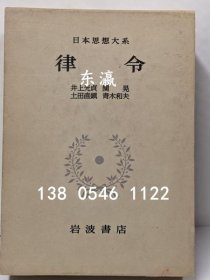 日本思想大系
律 令
东瀛
井上光貞 關 晃
土田直鎮 青木和夫
138 0546 1122
岩波書店